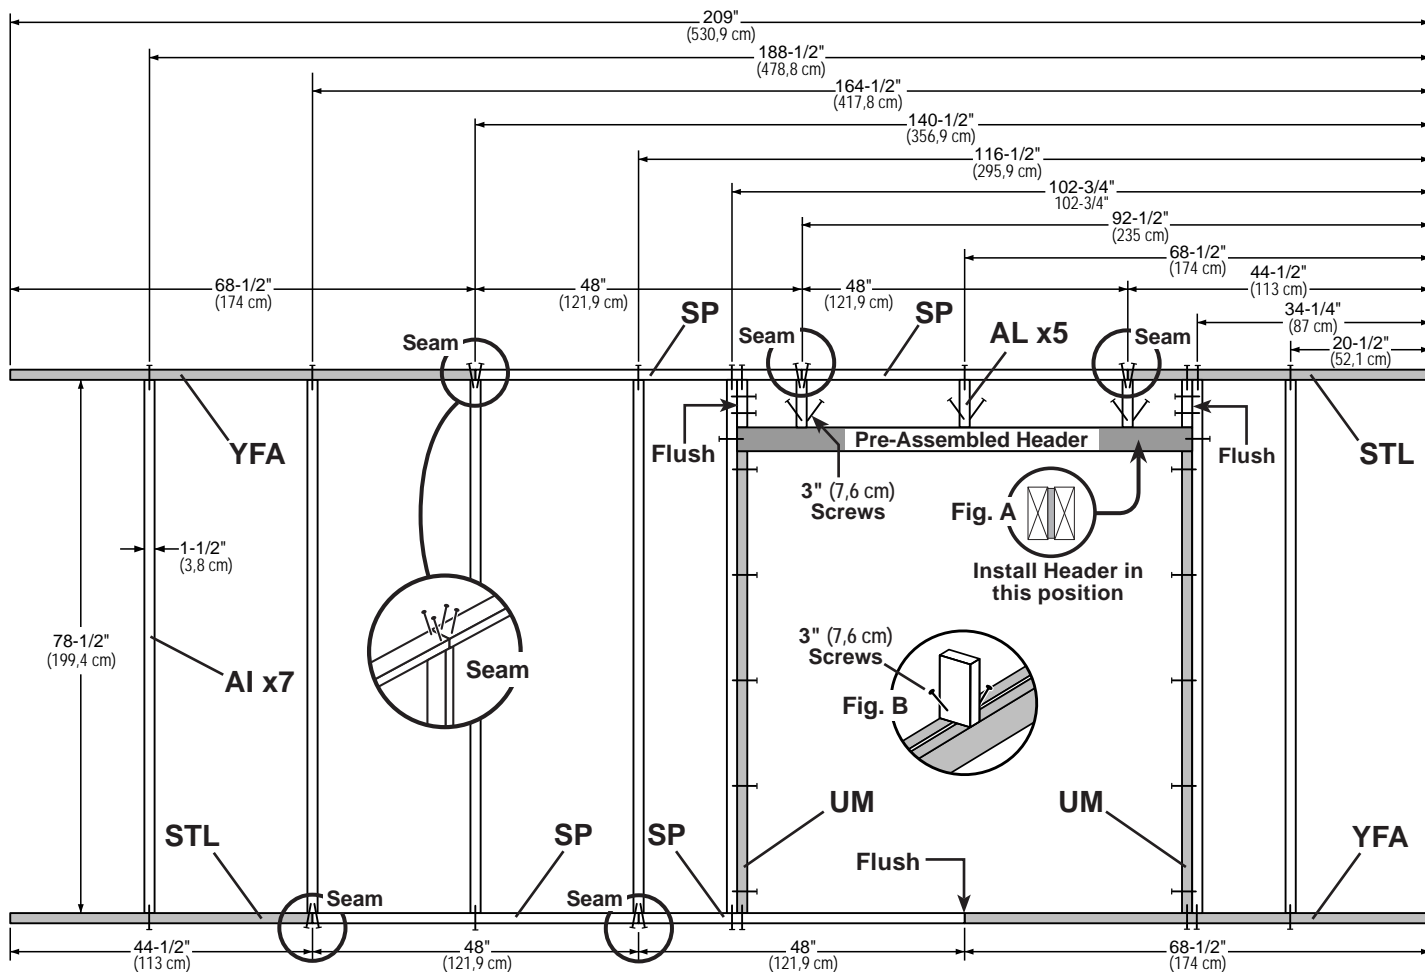 209"
(530,9 cm)
188-1/2"
(478,8 cm)
164-1/2"
(417,8 cm)
140-1/2"
(356,9 cm)
116-1/2"
(295,9 cm)
102-3/4"
102-3/4"
92-1/2"
(235 cm)
68-1/2"
(174 cm)
68-1/2"
(174 cm)
48"
(121,9 cm)
48"
(121,9 cm)
44-1/2"
(113 cm)
34-1/4"
(87 cm)
20-1/2"
(52,1 cm)
Seam
SP
Seam
SP
AL x5
Seam
YFA
Flush
Pre-Assembled Header
Flush
STL
3" (7,6 cm)
Screws
Fig. A
Install Header in
this position
1-1/2"
(3,8 cm)
78-1/2"
(199,4 cm)
AI x7
Seam
3" (7,6 cm)
Screws
Fig. B
UM
UM
STL
SP
SP
Flush
YFA
Seam
Seam
44-1/2"
(113 cm)
48"
(121,9 cm)
48"
(121,9 cm)
68-1/2"
(174 cm)